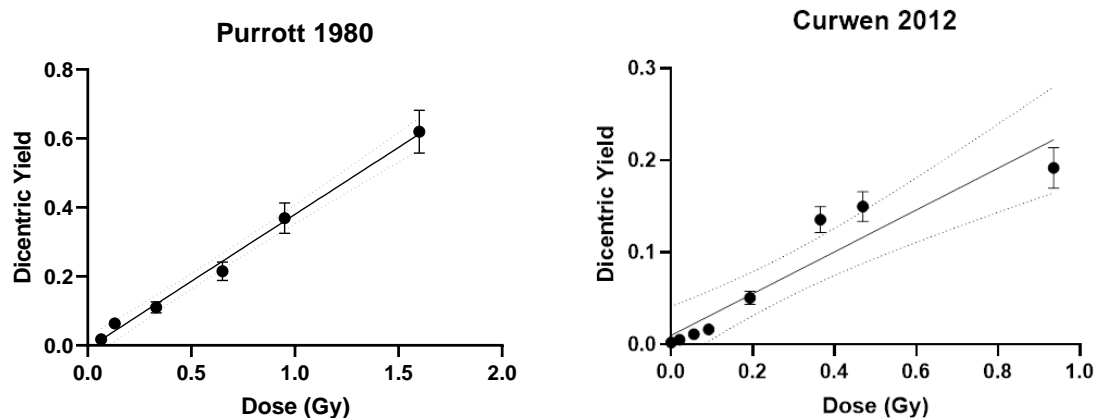 Purrott 1980
0.8
0.6
0.4
0.2
0.0
Dicentric Yield
0.0 0.5 1.0 1.5 2.0
Dose (Gy)
Curwen 2012
0.3
0.2
0.1
0.0
Dicentric Yield
0.0 0.2 0.4 0.6 0.8 1.0
Dose (Gy)